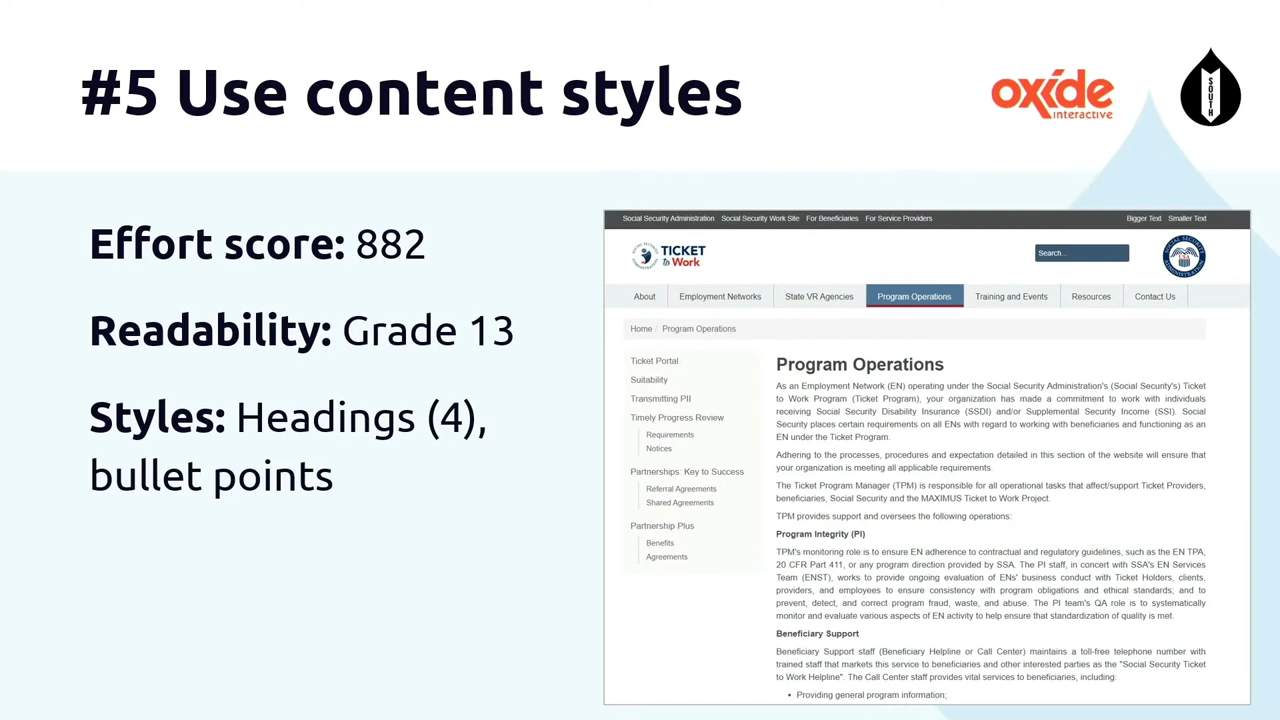 #5 Use content styles
oxide
interactive
SOUTH
Effort score: 882
Readability: Grade 13
Styles: Headings (4),
bullet points
Social Security Administration Social Security Work Site For Beneficiaries For Service Providers Bigger Text Smaller Text
TICKET
to Work
Search...
About Employment Networks State VR Agencies Program Operations Training and Events Resources Contact Us
Home / Program Operations
Ticket Portal
Suitability
Transmitting PII
Timely Progress Review
Requirements
Notices
Partnerships: Key to Success
Referral Agreements
Shared Agreements
Partnership Plus
Benefits
Agreements
Program Operations
As an Employment Network (EN) operating under the Social Security Administration's (Social Security's) Ticket
to Work Program (Ticket Program), your organization has made a commitment to work with individuals
receiving Social Security Disability Insurance (SSDI) and/or Supplemental Security Income (SSI). Social
Security places certain requirements on all ENs with regard to working with beneficiaries and functioning as an
EN under the Ticket Program.
Adhering to the processes, procedures and expectation detailed in this section of the website will ensure that
your organization is meeting all applicable requirements.
The Ticket Program Manager (TPM) is responsible for all operational tasks that affect/support Ticket Providers,
beneficiaries, Social Security and the MAXIMUS Ticket to Work Project.
TPM provides support and oversees the following operations:
Program Integrity (PI)
TPM's monitoring role is to ensure EN adherence to contractual and regulatory guidelines, such as the EN TPA,
20 CFR Part 411, or any program direction provided by SSA. The PI staff, in concert with SSA's EN Services
Team (ENST), works to provide ongoing evaluation of ENs' business conduct with Ticket Holders, clients,
providers, and employees to ensure consistency with program obligations and ethical standards; and to
prevent, detect, and correct program fraud, waste, and abuse. The PI team's QA role is to systematically
monitor and evaluate various aspects of EN activity to help ensure that standardization of quality is met.
Beneficiary Support
Beneficiary Support staff (Beneficiary Helpline or Call Center) maintains a toll-free telephone number with
trained staff that markets this service to beneficiaries and other interested parties as the "Social Security Ticket
to Work Helpline". The Call Center staff provides vital services to beneficiaries, including:
• Providing general program information;